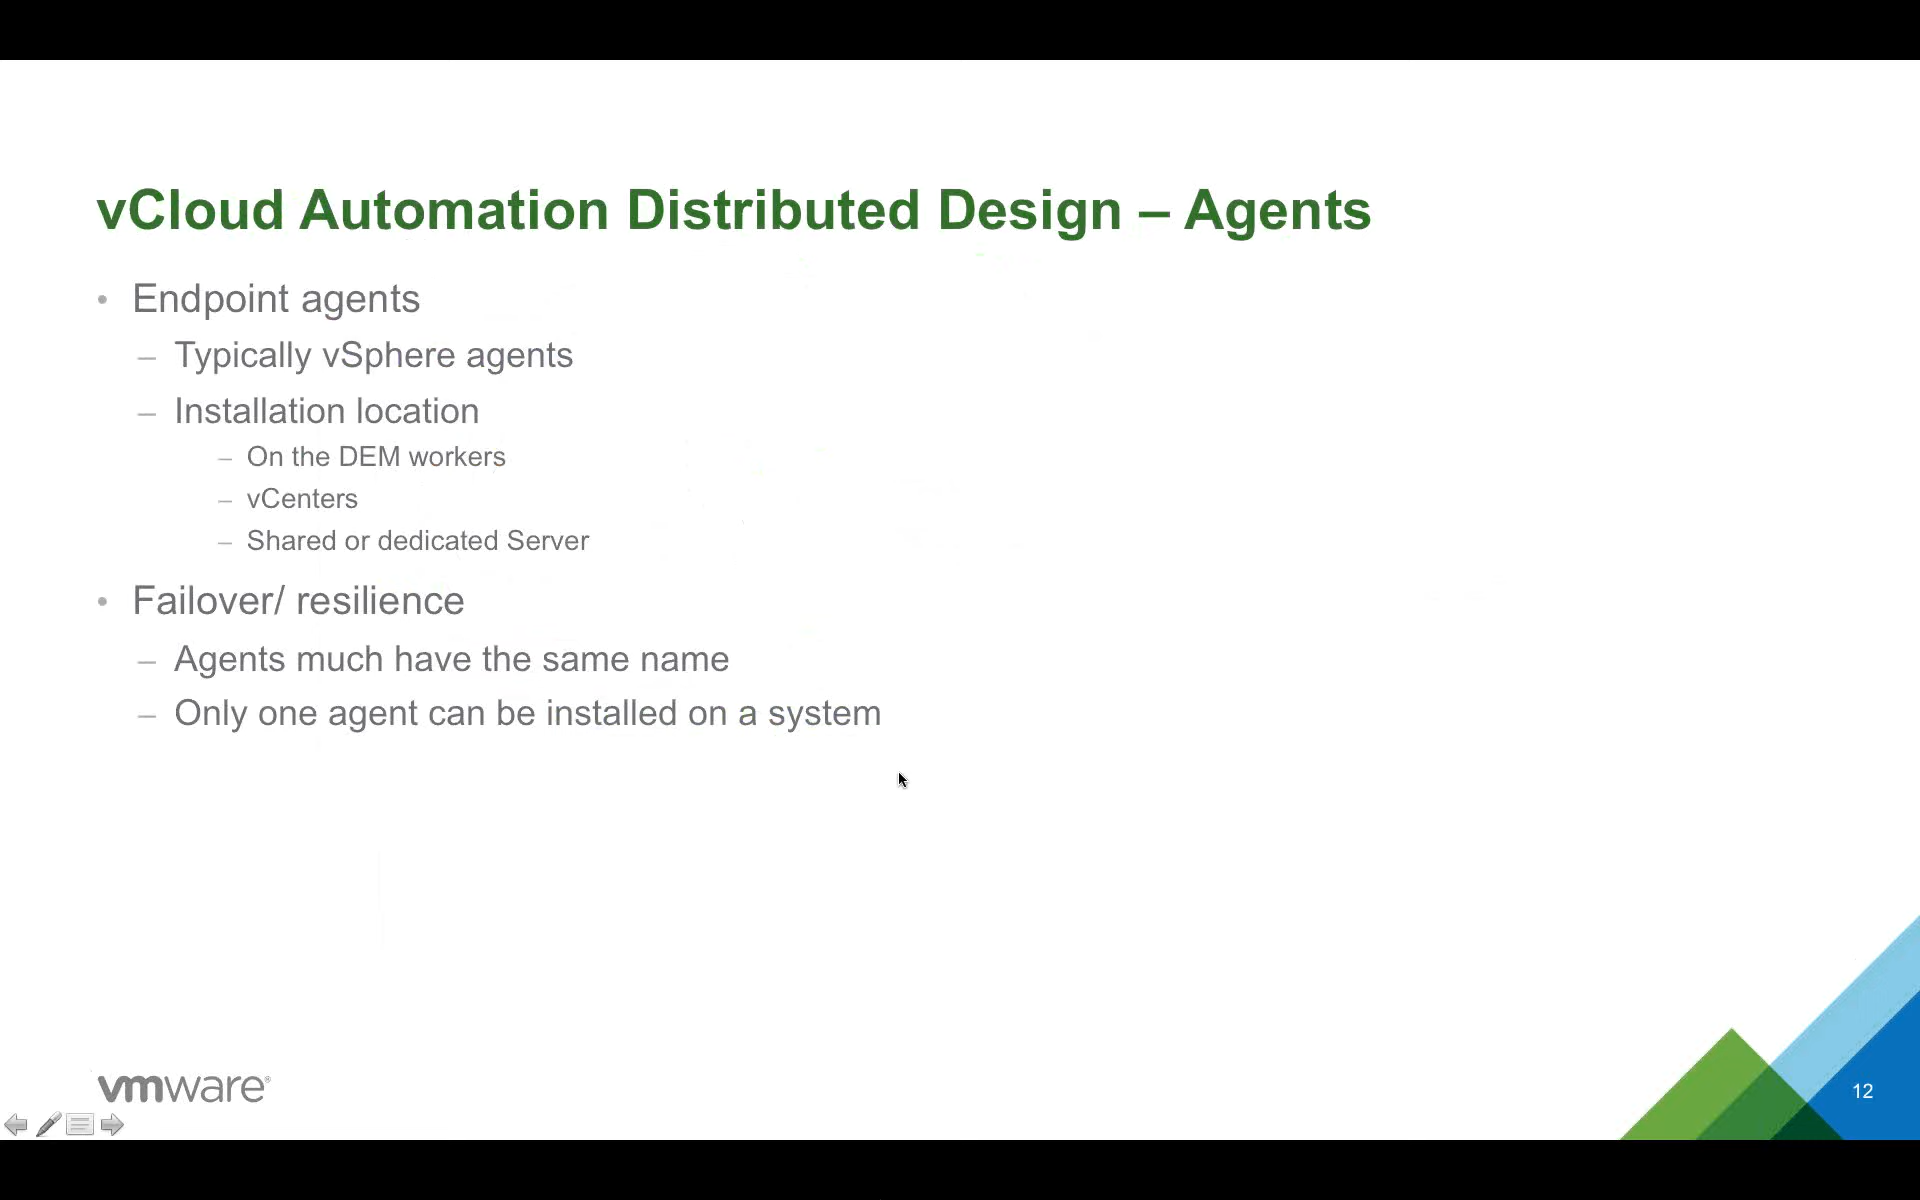 vCloud Automation Distributed Design – Agents
• Endpoint agents
– Typically vSphere agents
– Installation location
– On the DEM workers
– vCenters
– Shared or dedicated Server
• Failover/ resilience
– Agents much have the same name
– Only one agent can be installed on a system
vmware®
12